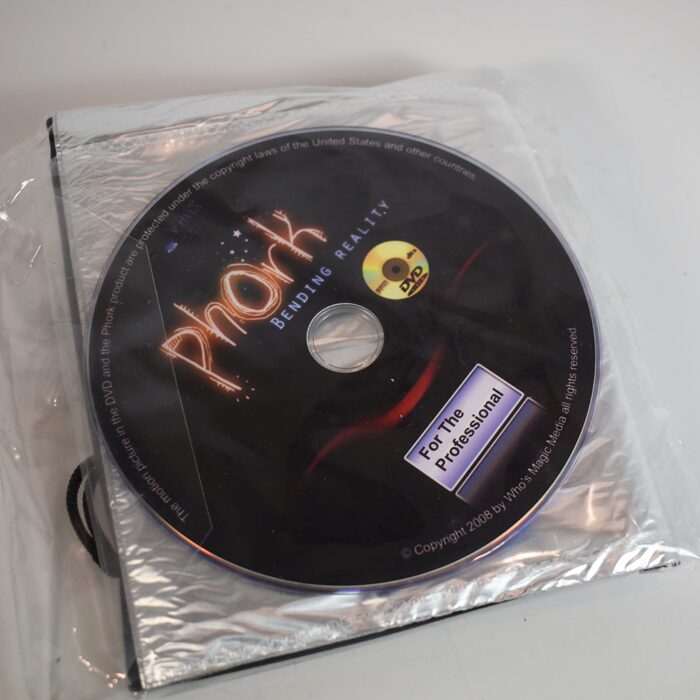 The motion picture in the DVD and the Phork product are protected under the copyright laws of the United States and other countries
Phork
BENDING REALITY
DVD
For The
Professional
© Copyright 2008 by Who's Magic Media all rights reserved